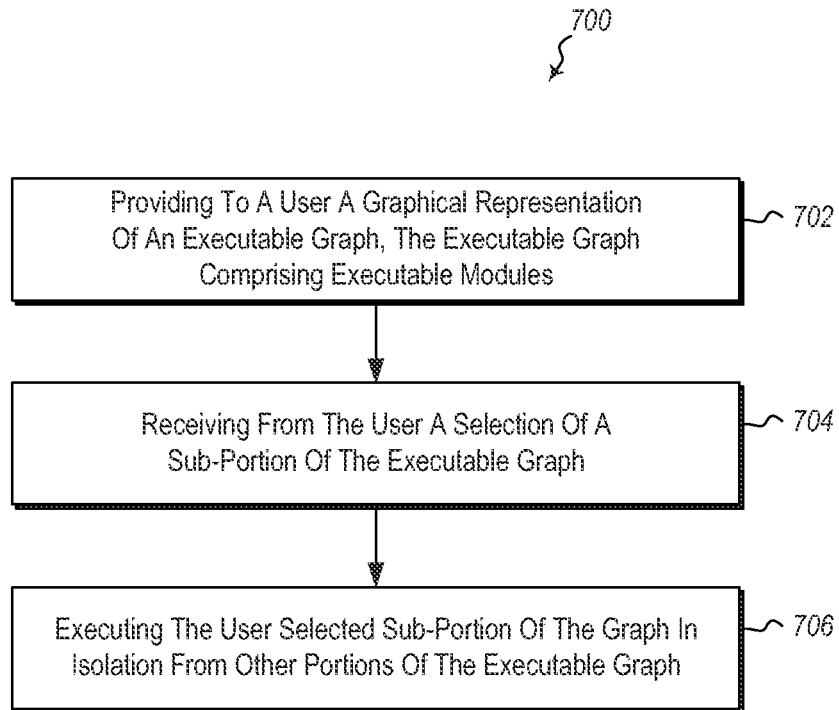 700
Providing To A User A Graphical Representation
Of An Executable Graph, The Executable Graph
Comprising Executable Modules
702
Receiving From The User A Selection Of A
Sub-Portion Of The Executable Graph
704
Executing The User Selected Sub-Portion Of The Graph In
Isolation From Other Portions Of The Executable Graph
706